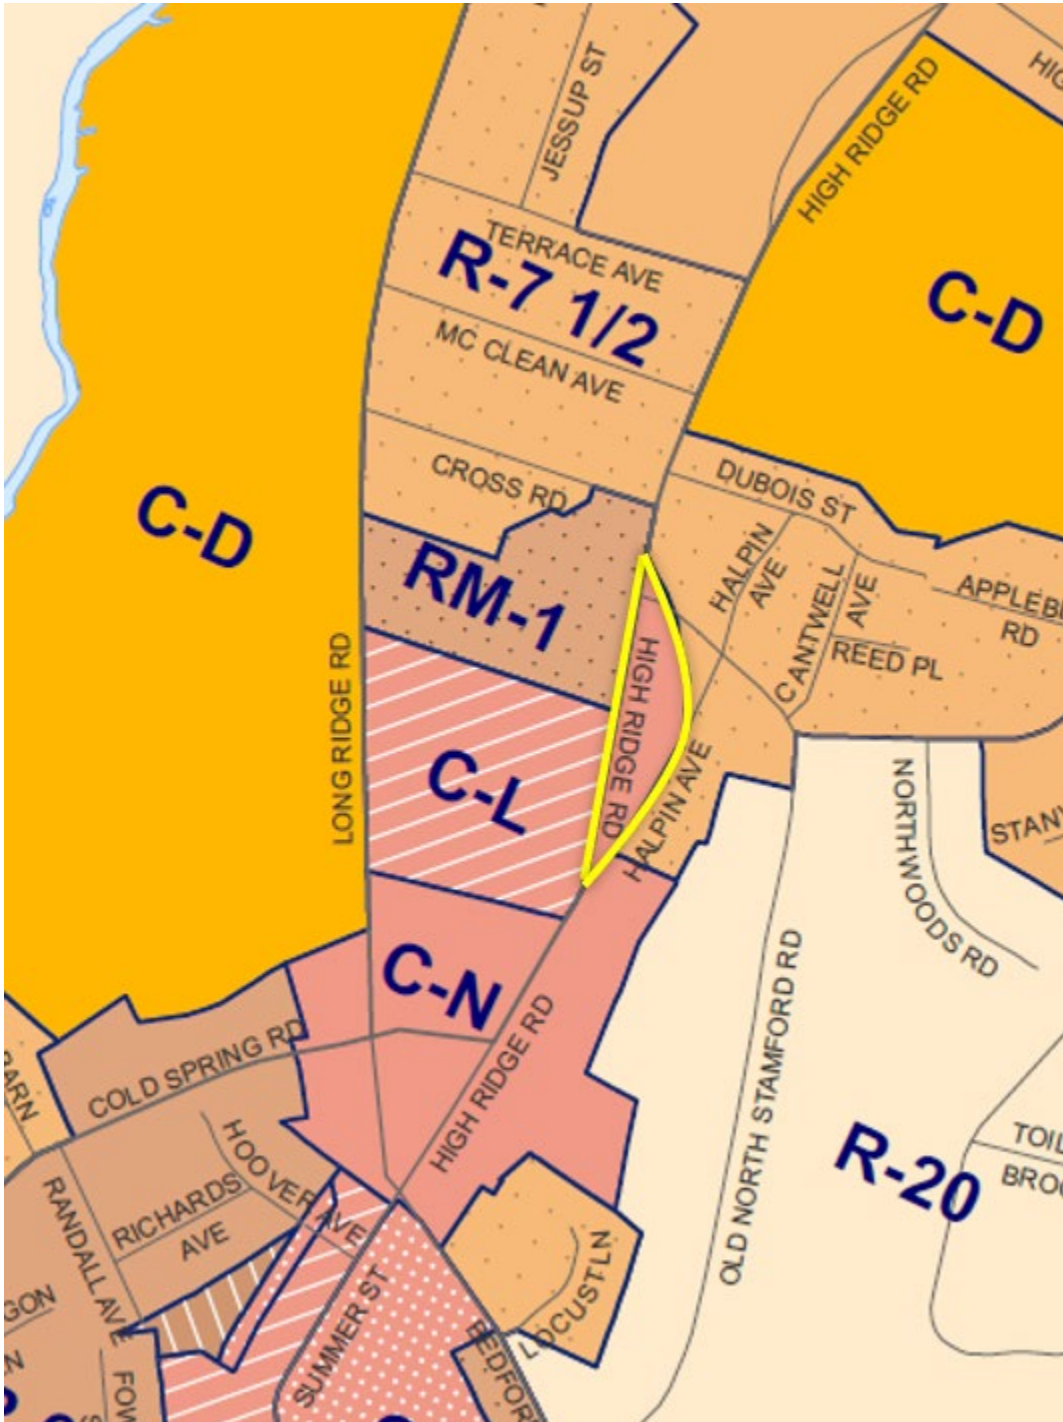 JESSUP ST
HIGH RIDGE RD
TERRACE AVE
R-7 1/2
C-D
MC CLEAN AVE
CROSS RD
DUBOIS ST
C-D
HALPIN
AVE
CANTWELL
AVE
RM-1
RD
REED PL
HIGH RIDGE RD
LONG RIDGE RD
C-L
HALPIN AVE
NORTHWOODS RD
C-N
HIGH RIDGE RD
OLD NORTH STAMFORD RD
COLD SPRING RD
HOOVER AVE
R-20
RANDALL AVE
RICHARDS
AVE
LOCUST LN
SUMMER ST